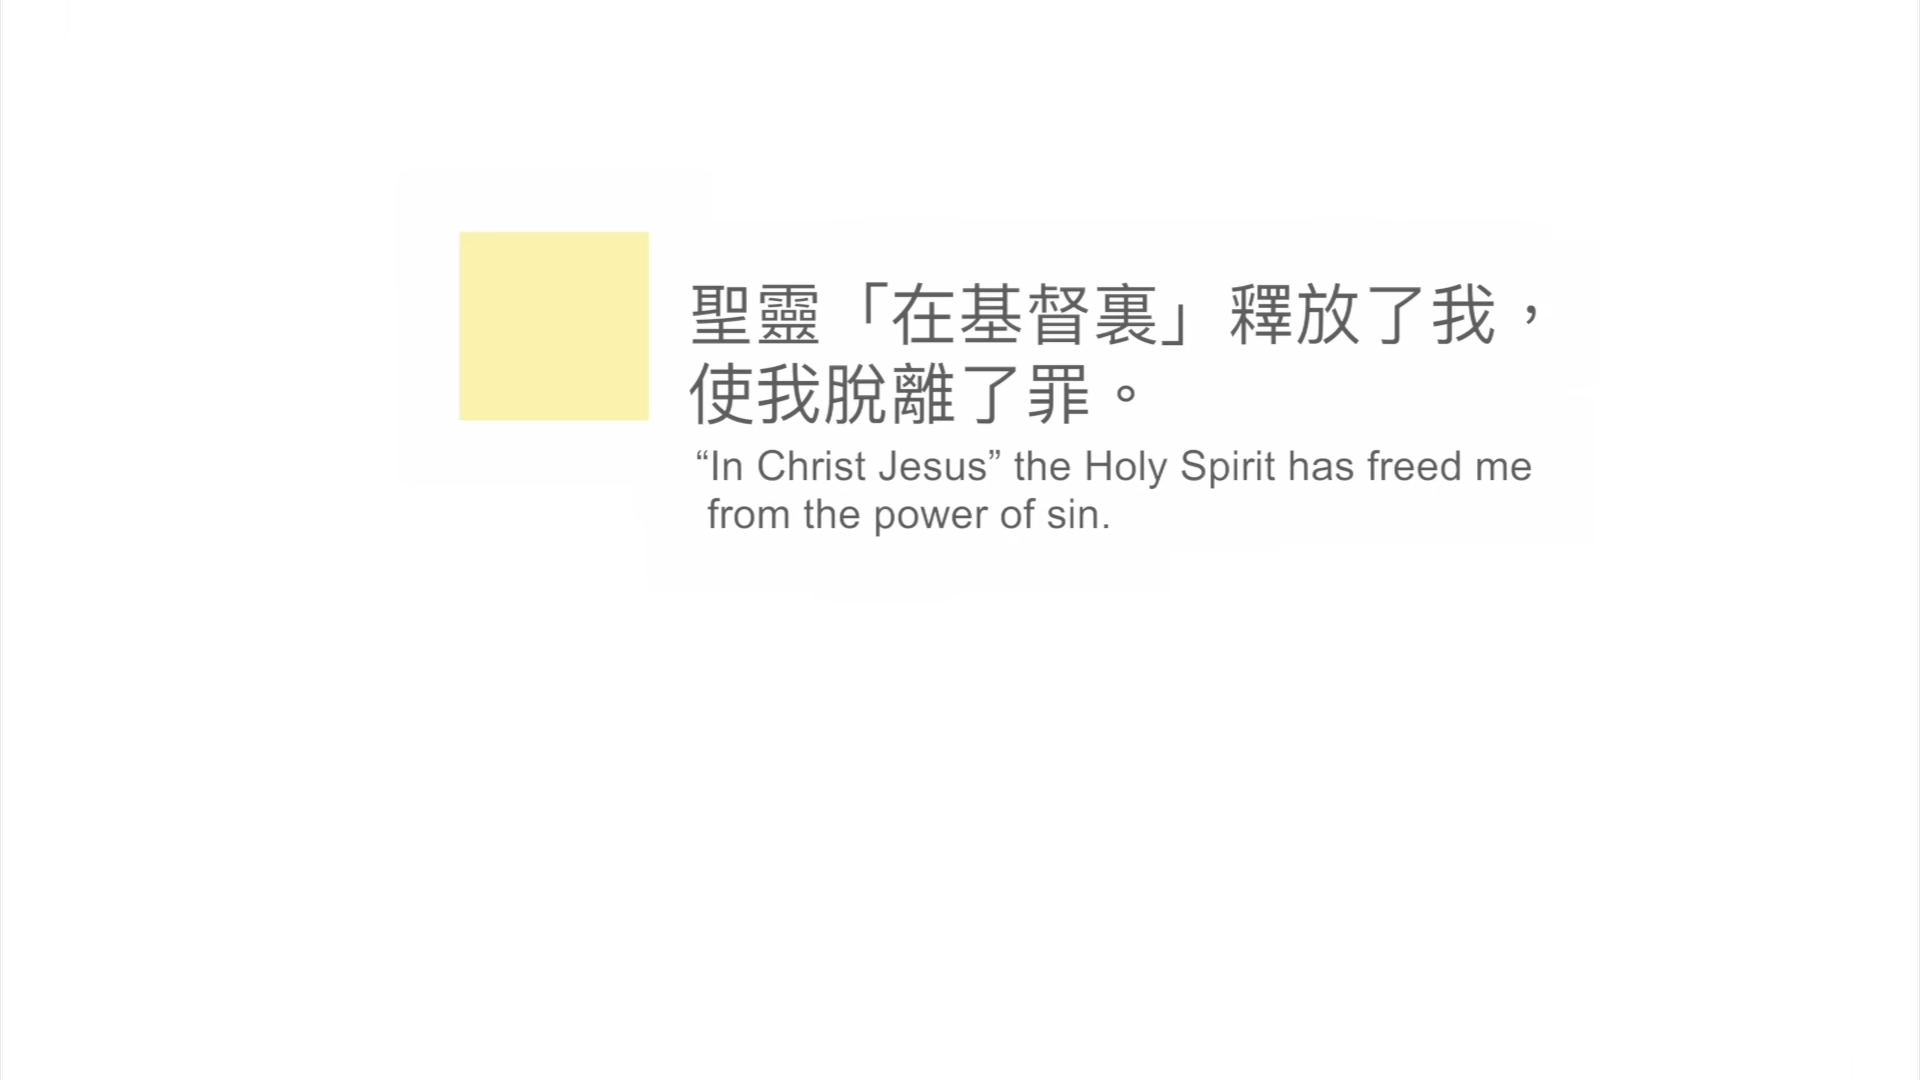 聖靈「在基督裏」釋放了我，
使我脫離了罪。
“In Christ Jesus” the Holy Spirit has freed me
from the power of sin.